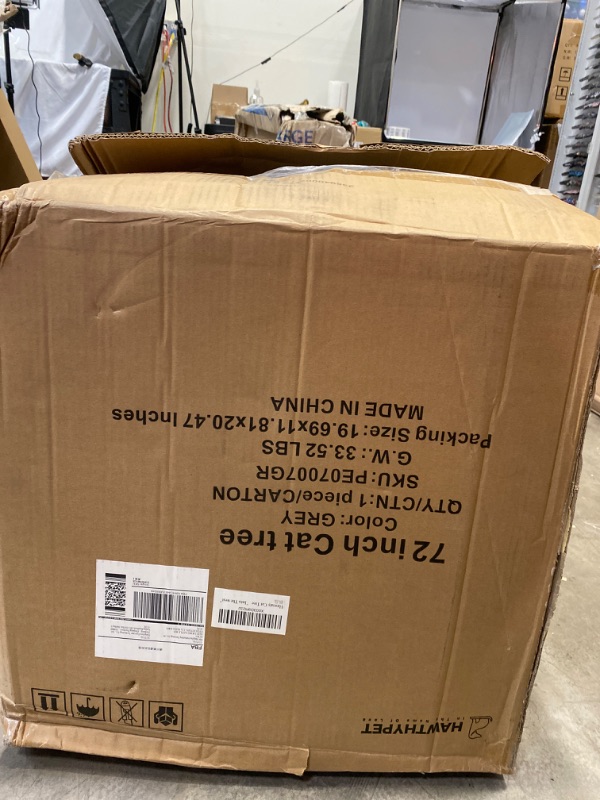 72 inch Cat tree
Color: GREY
QTY/CTN:1 piece/CARTON
SKU: PE07007GR
G.W.: 33.52 LBS
Packing Size: 19.69x11.81x20.47 Inches
MADE IN CHINA
HAWTHYPET
FBA